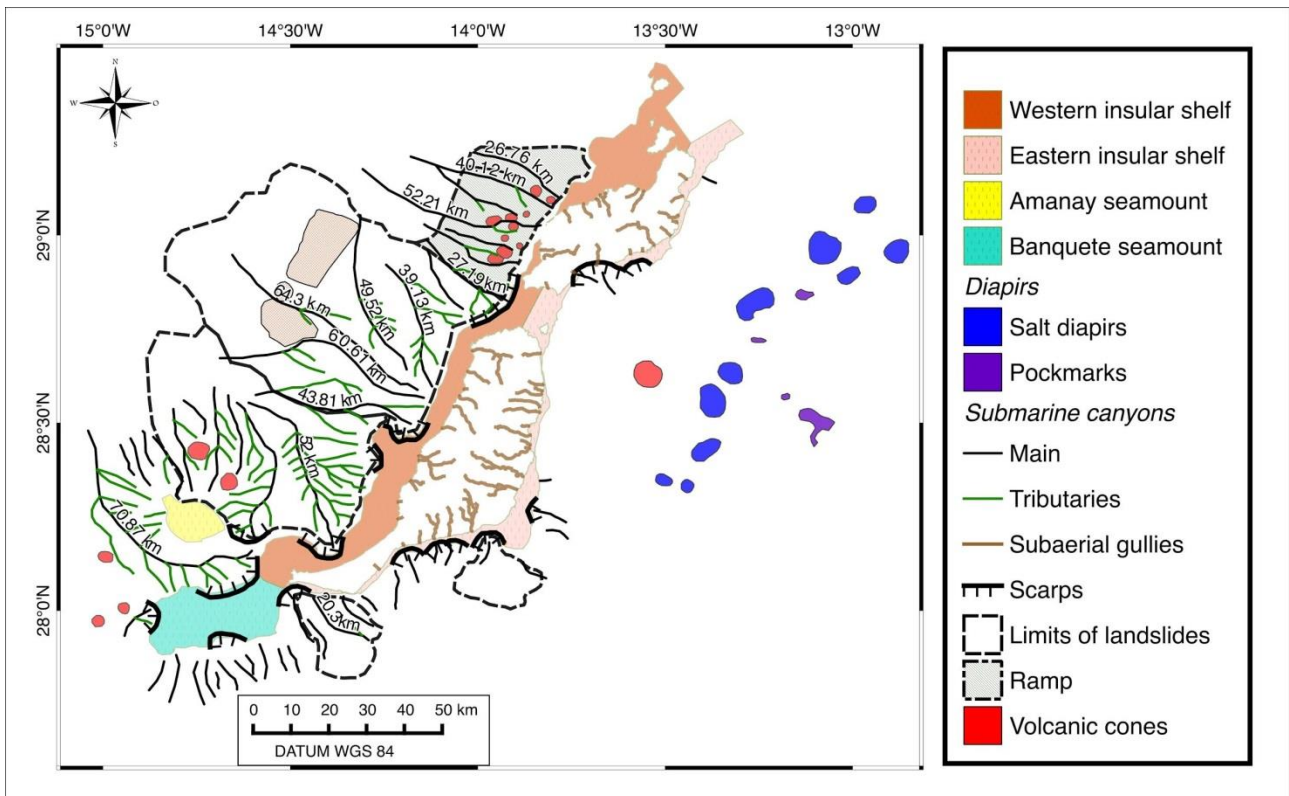 15°0'W 14°30'W 14°0'W 13°30'W 13°0'W
N
W O
S
29°0'N
28°30'N
28°0'N
26.76 km
40.12 km
52.21 km
27.19 km
39.13 km
49.52 km
64.3 km
60.61 km
43.81 km
52 km
70.87 km
20.3km
0 10 20 30 40 50 km
DATUM WGS 84
Western insular shelf
Eastern insular shelf
Amanay seamount
Banquete seamount
Diapirs
Salt diapirs
Pockmarks
Submarine canyons
Main
Tributaries
Subaerial gullies
Scarps
Limits of landslides
Ramp
Volcanic cones